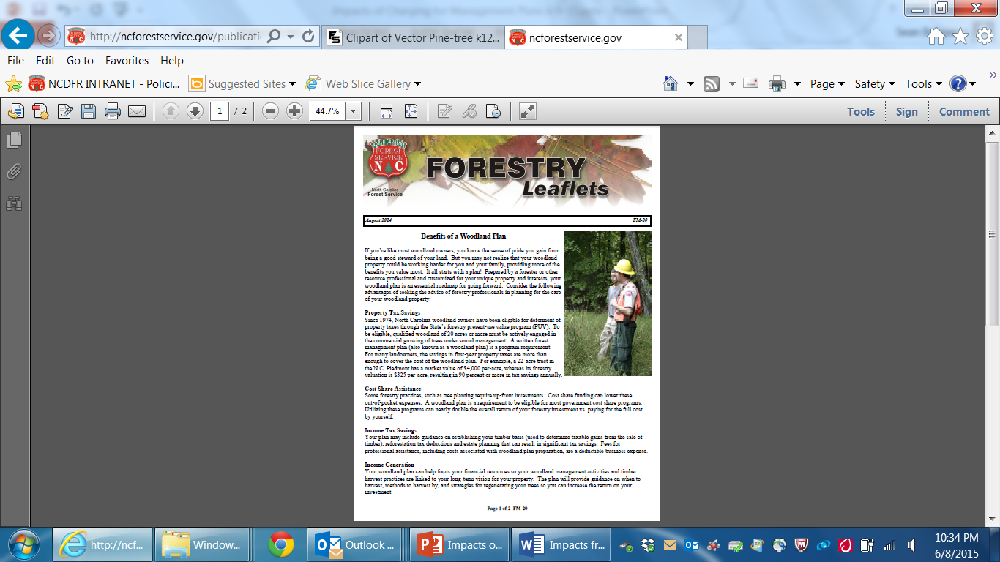 http://ncforestservice.gov/publicati
Clipart of Vector Pine-tree k12...
ncforestservice.gov
File Edit Go to Favorites Help
NCDFR INTRANET - Polici...
Suggested Sites
Web Slice Gallery
Page
Safety
Tools
1 / 2
44.7%
Tools
Sign
Comment
NORTH CAROLINA
FOREST
SERVICE
N C
North Carolina
Forest Service
FORESTRY
Leaflets
August 2014 FM-20
Benefits of a Woodland Plan
If you're like most woodland owners, you know the sense of pride you gain from
being a good steward of your land. But you may not realize that your woodland
property could be working harder for you and your family, providing more of the
benefits you value most. It all starts with a plan! Prepared by a forester or other
resource professional and customized for your unique property and interests, your
woodland plan is an essential roadmap for going forward. Consider the following
advantages of seeking the advice of forestry professionals in planning for the care
of your woodland property.
Property Tax Savings
Since 1974, North Carolina woodland owners have been eligible for deferment of
property taxes through the State's forestry present-use value program (PUV). To
be eligible, qualified woodland of 20 acres or more must be actively engaged in
the commercial growing of trees under sound management. A written forest
management plan (also known as a woodland plan) is a program requirement.
For many landowners, the savings in first-year property taxes are more than
enough to cover the cost of the woodland plan. For example, a 22-acre tract in
the N.C. Piedmont has a market value of $4,000 per-acre, whereas its forestry
valuation is $325 per-acre, resulting in 90 percent or more in tax savings annually.
Cost Share Assistance
Some forestry practices, such as tree planting require up-front investments. Cost share funding can lower these
out-of-pocket expenses. A woodland plan is a requirement to be eligible for most government cost share programs.
Utilizing these programs can nearly double the overall return of your forestry investment vs. paying for the full cost
by yourself.
Income Tax Savings
Your plan may include guidance on establishing your timber basis (used to determine taxable gains from the sale of
timber), reforestation tax deductions and estate planning that can result in significant tax savings. Fees for
professional assistance, including costs associated with woodland plan preparation, are a deductible business expense.
Income Generation
Your woodland plan can help focus your financial resources so your woodland management activities and timber
harvest practices are linked to your long-term vision for your property. The plan will provide guidance on when to
harvest, methods to harvest by, and strategies for regenerating your trees so you can increase the return on your
investment.
Page 1 of 2 FM-20
http://ncf...
Window...
Outlook ...
Impacts o...
Impacts fr...
10:34 PM
6/8/2015